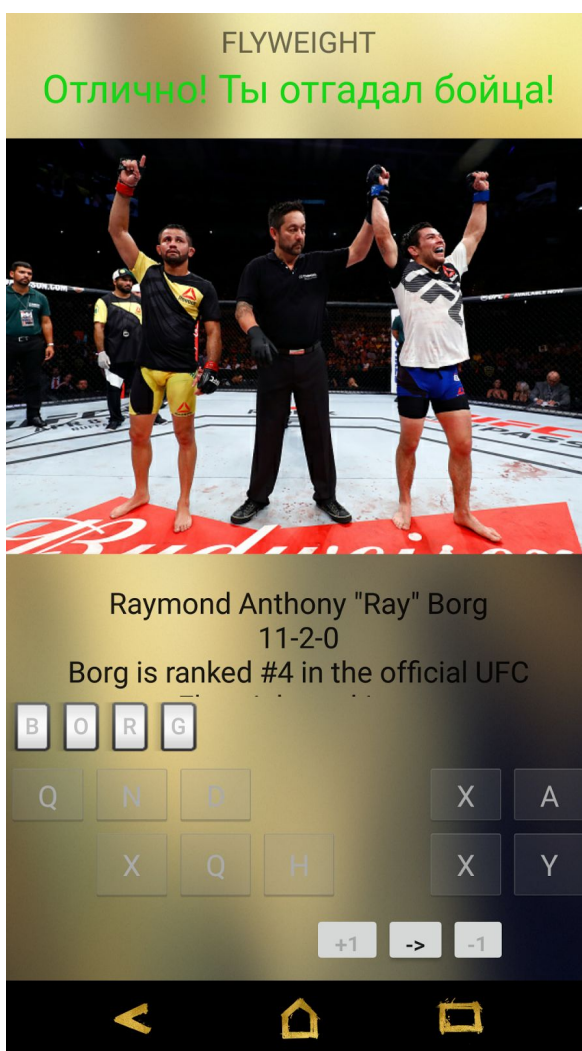 FLYWEIGHT
Отлично! Ты отгадал бойца!
Budweiser
Raymond Anthony "Ray" Borg
11-2-0
Borg is ranked #4 in the official UFC
B O R G
Q N D X A
X Q H X Y
+1 -> -1